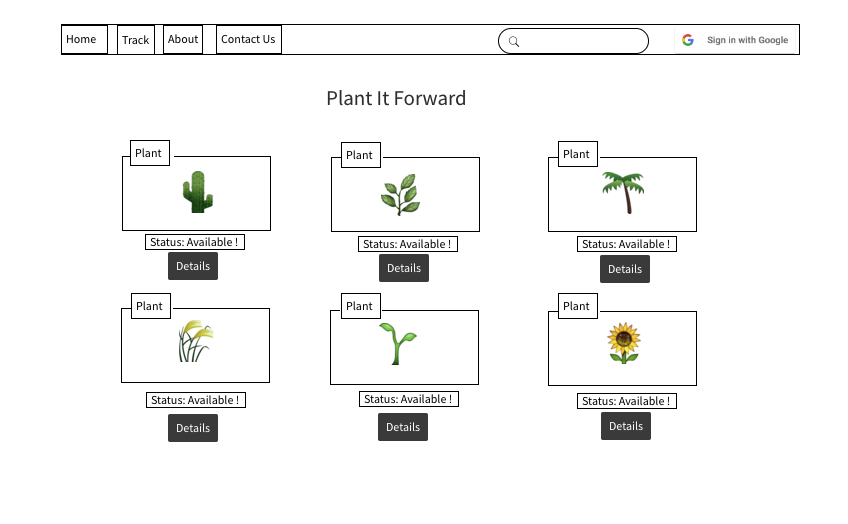 Home
Track
About
Contact Us
Sign in with Google
Plant It Forward
Plant
Plant
Plant
Status: Available !
Status: Available !
Status: Available !
Details
Details
Details
Plant
Plant
Plant
Status: Available !
Status: Available !
Status: Available !
Details
Details
Details